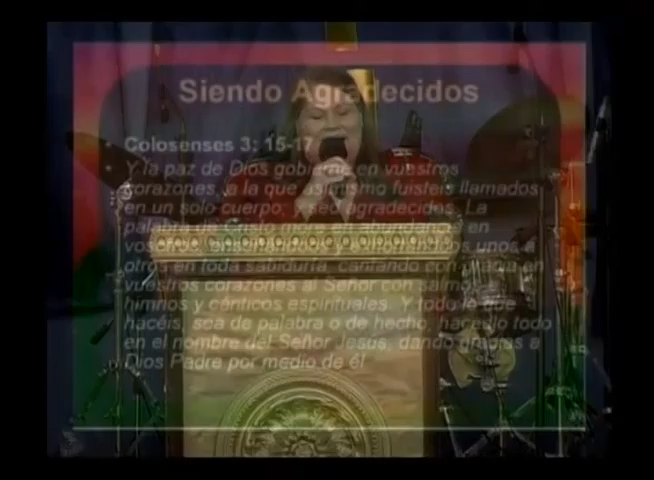 Siendo Agradecidos
Colosenses 3: 15-17
Y la paz de Dios gobierne en vuestros
corazones, a la que asimismo fuisteis llamados
en un solo cuerpo; y sed agradecidos. La
palabra de Cristo more en abundancia en
vosotros, enseñándoos y exhortándoos unos a
otros en toda sabiduría, cantando con gracia en
vuestros corazones al Señor con salmos e
himnos y cánticos espirituales. Y todo lo que
hacéis, sea de palabra o de hecho, hacedlo todo
en el nombre del Señor Jesús, dando gracias a
Dios Padre por medio de él